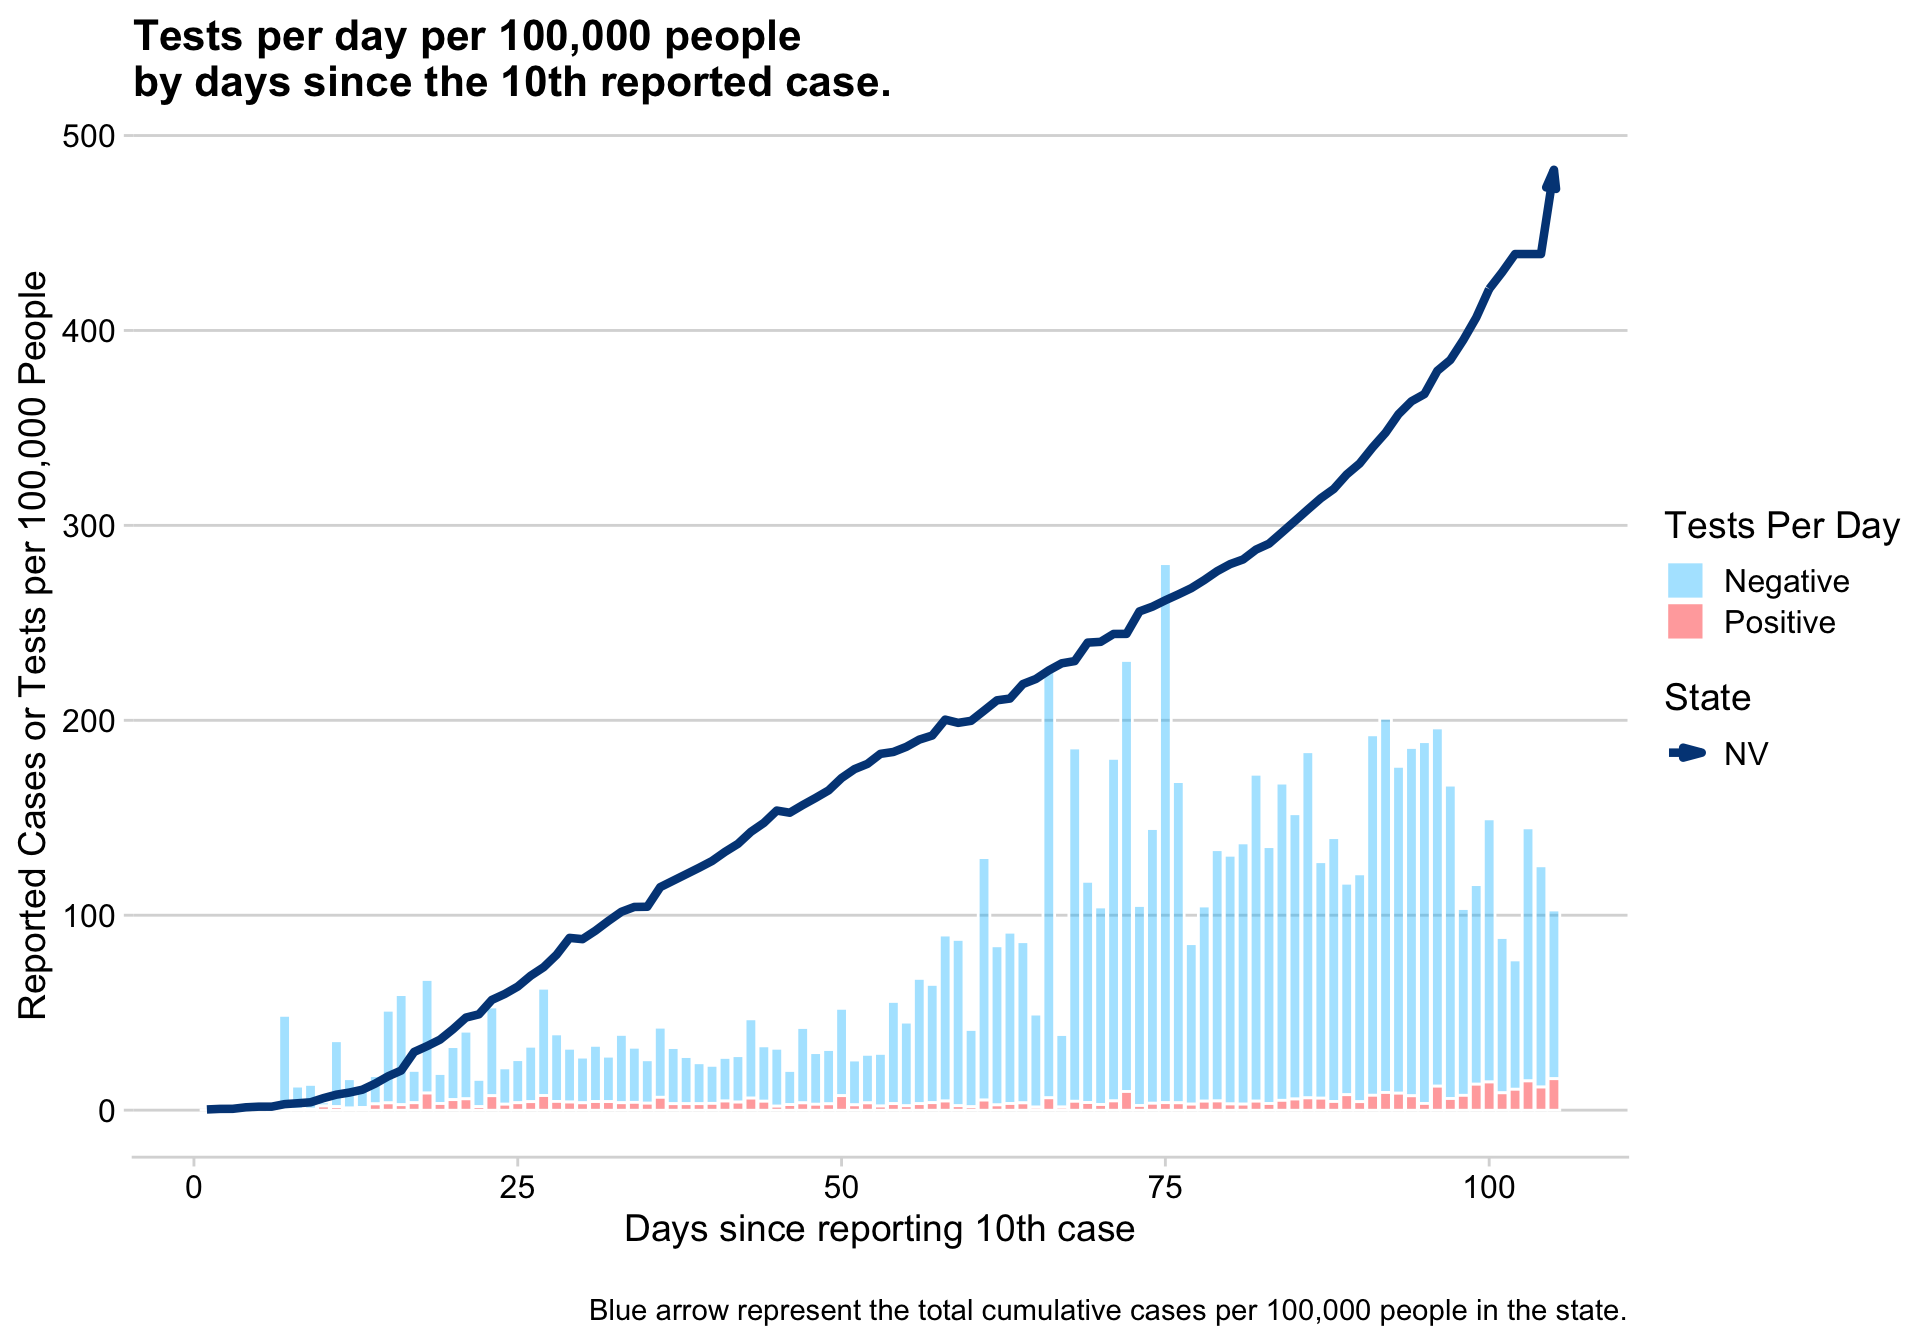 Tests per day per 100,000 people
by days since the 10th reported case.
Reported Cases or Tests per 100,000 People
500
400
300
200
100
0
0
25
50
75
100
Days since reporting 10th case
Tests Per Day
Negative
Positive
State
NV
Blue arrow represent the total cumulative cases per 100,000 people in the state.